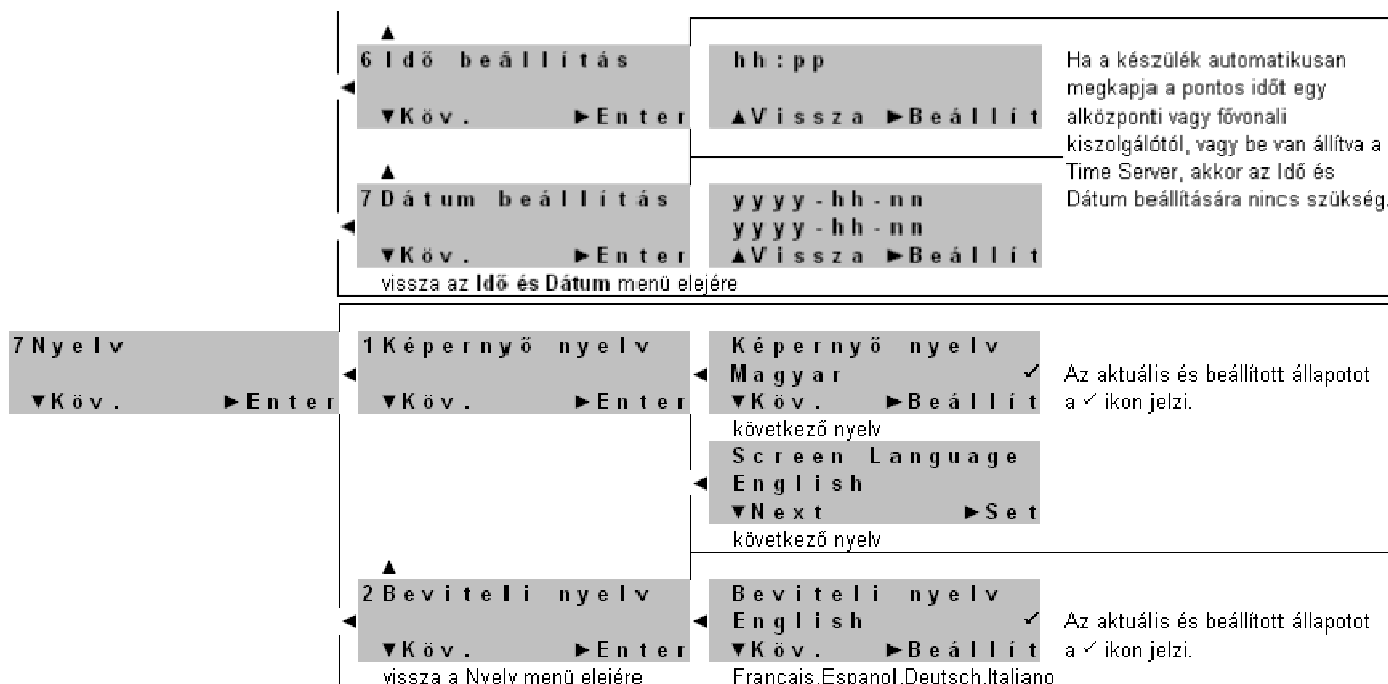 ▲
6 Idő beállítás
▼Köv. ►Enter
hh:pp
▲Vissza ►Beállít
Ha a készülék automatikusan
megkapja a pontos időt egy
alközponti vagy fővonali
kiszolgálótól, vagy be van állítva a
Time Server, akkor az Idő és
Dátum beállítására nincs szükség.
▲
7 Dátum beállítás
▼Köv. ►Enter
yyyy-hh-nn
yyyy-hh-nn
▲Vissza ►Beállít
vissza az Idő és Dátum menü elejére
7 Nyelv
▼Köv. ►Enter
1 Képernyő nyelv
▼Köv. ►Enter
Képernyő nyelv
Magyar ✓
▼Köv. ►Beállít
következő nyelv
Az aktuális és beállított állapotot
a ✓ ikon jelzi.
Screen Language
English
▼Next ►Set
következő nyelv
▲
2 Beviteli nyelv
▼Köv. ►Enter
vissza a Nyelv menü elejére
Beviteli nyelv
English ✓
▼Köv. ►Beállít
Francais,Espanol,Deutsch,Italiano
Az aktuális és beállított állapotot
a ✓ ikon jelzi.